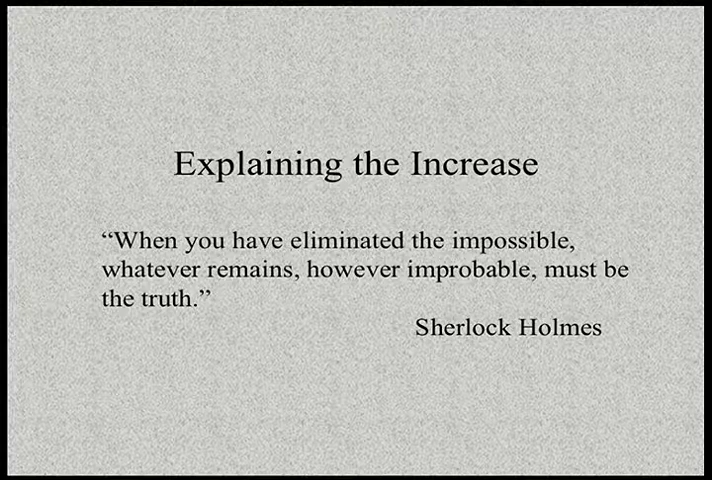 Explaining the Increase
“When you have eliminated the impossible,
whatever remains, however improbable, must be
the truth.”
Sherlock Holmes